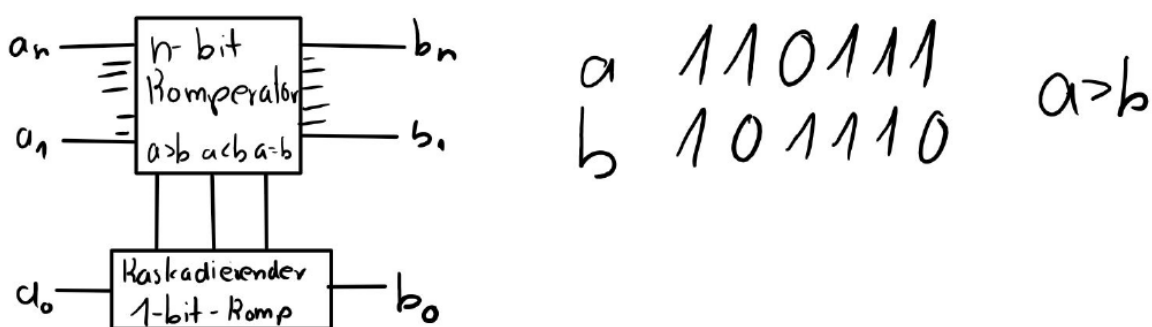 aₙ
n-bit
Komperator
bₙ
a₁
a>b a<b a=b
b₁
Kaskadierender
1-bit-Komp
a₀
b₀
a 110111
b 101110
a>b